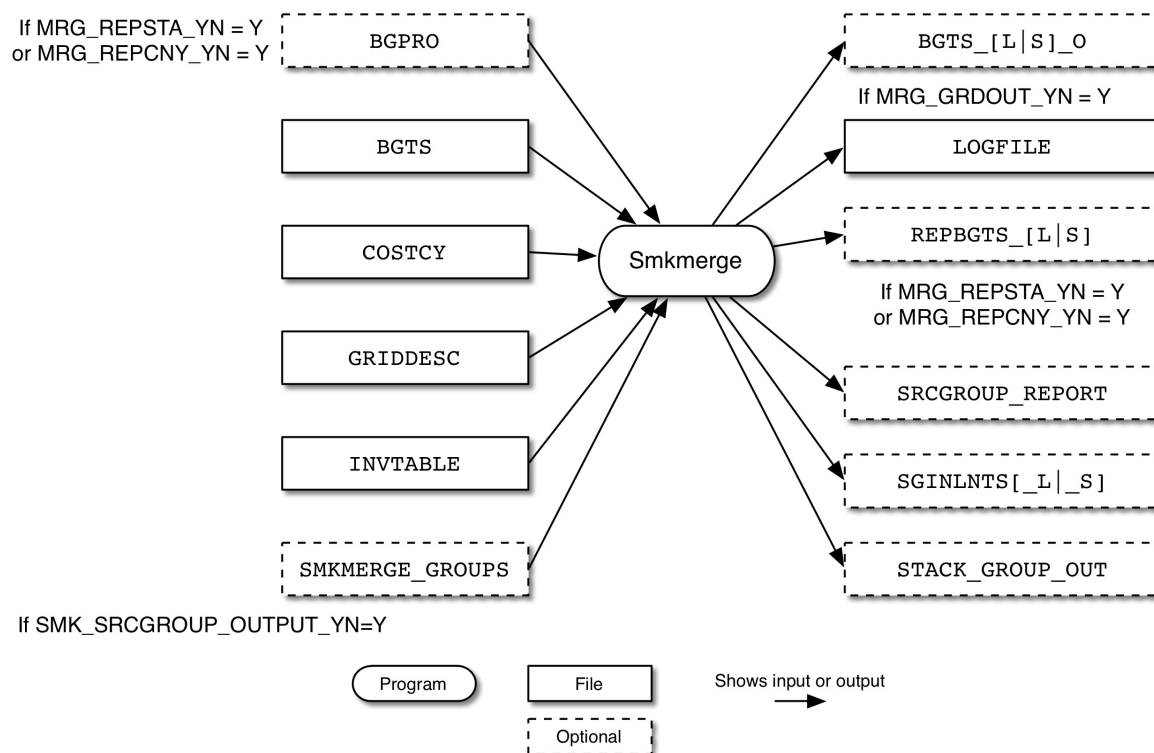 If MRG_REPSTA_YN = Y
or MRG_REPCNY_YN = Y
BGPRO
BGTS
COSTCY
GRIDDESC
INVTABLE
SMKMERGE_GROUPS
If SMK_SRCGROUP_OUTPUT_YN=Y
Smkmerge
BGTS_[L|S]_O
If MRG_GRDOUT_YN = Y
LOGFILE
REPBGTS_[L|S]
If MRG_REPSTA_YN = Y
or MRG_REPCNY_YN = Y
SRCGROUP_REPORT
SGINLNTS[_L|_S]
STACK_GROUP_OUT
Program
File
Shows input or output
Optional